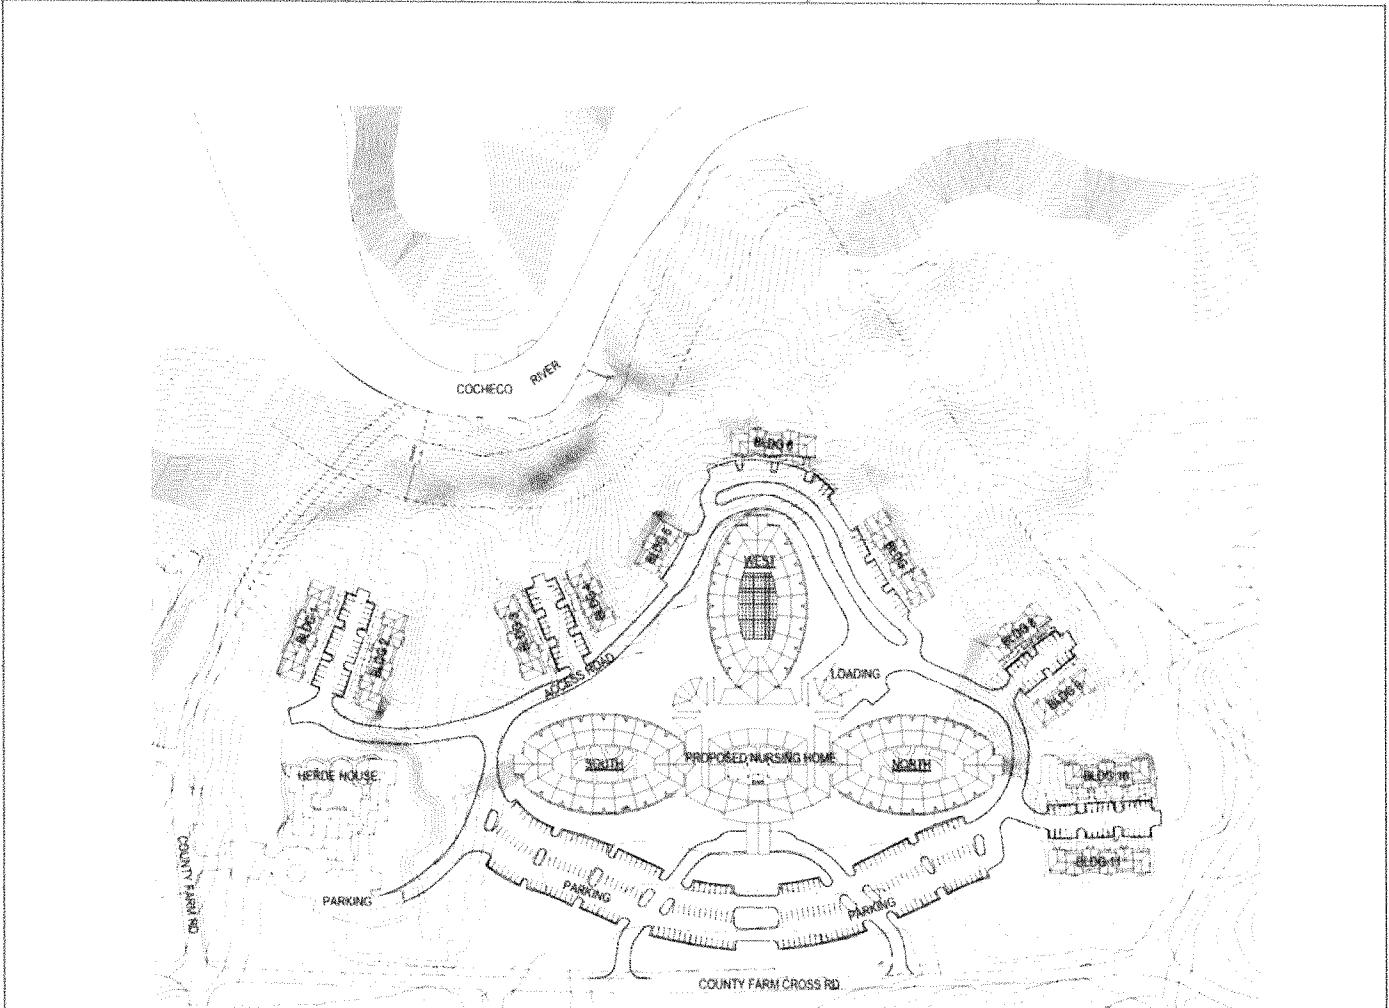 COCHECO RIVER
BLDG 6
BLDG 5
BLDG 7
WEST
BLDG 1
BLDG 2
BLDG 3
BLDG 4
BLDG 8
ACCESS ROAD
LOADING
BLDG 9
SOUTH
PROPOSED NURSING HOME
NORTH
HERDE HOUSE
BLDG 10
COUNTY FARM RD
BLDG 11
PARKING
PARKING
PARKING
COUNTY FARM CROSS RD.